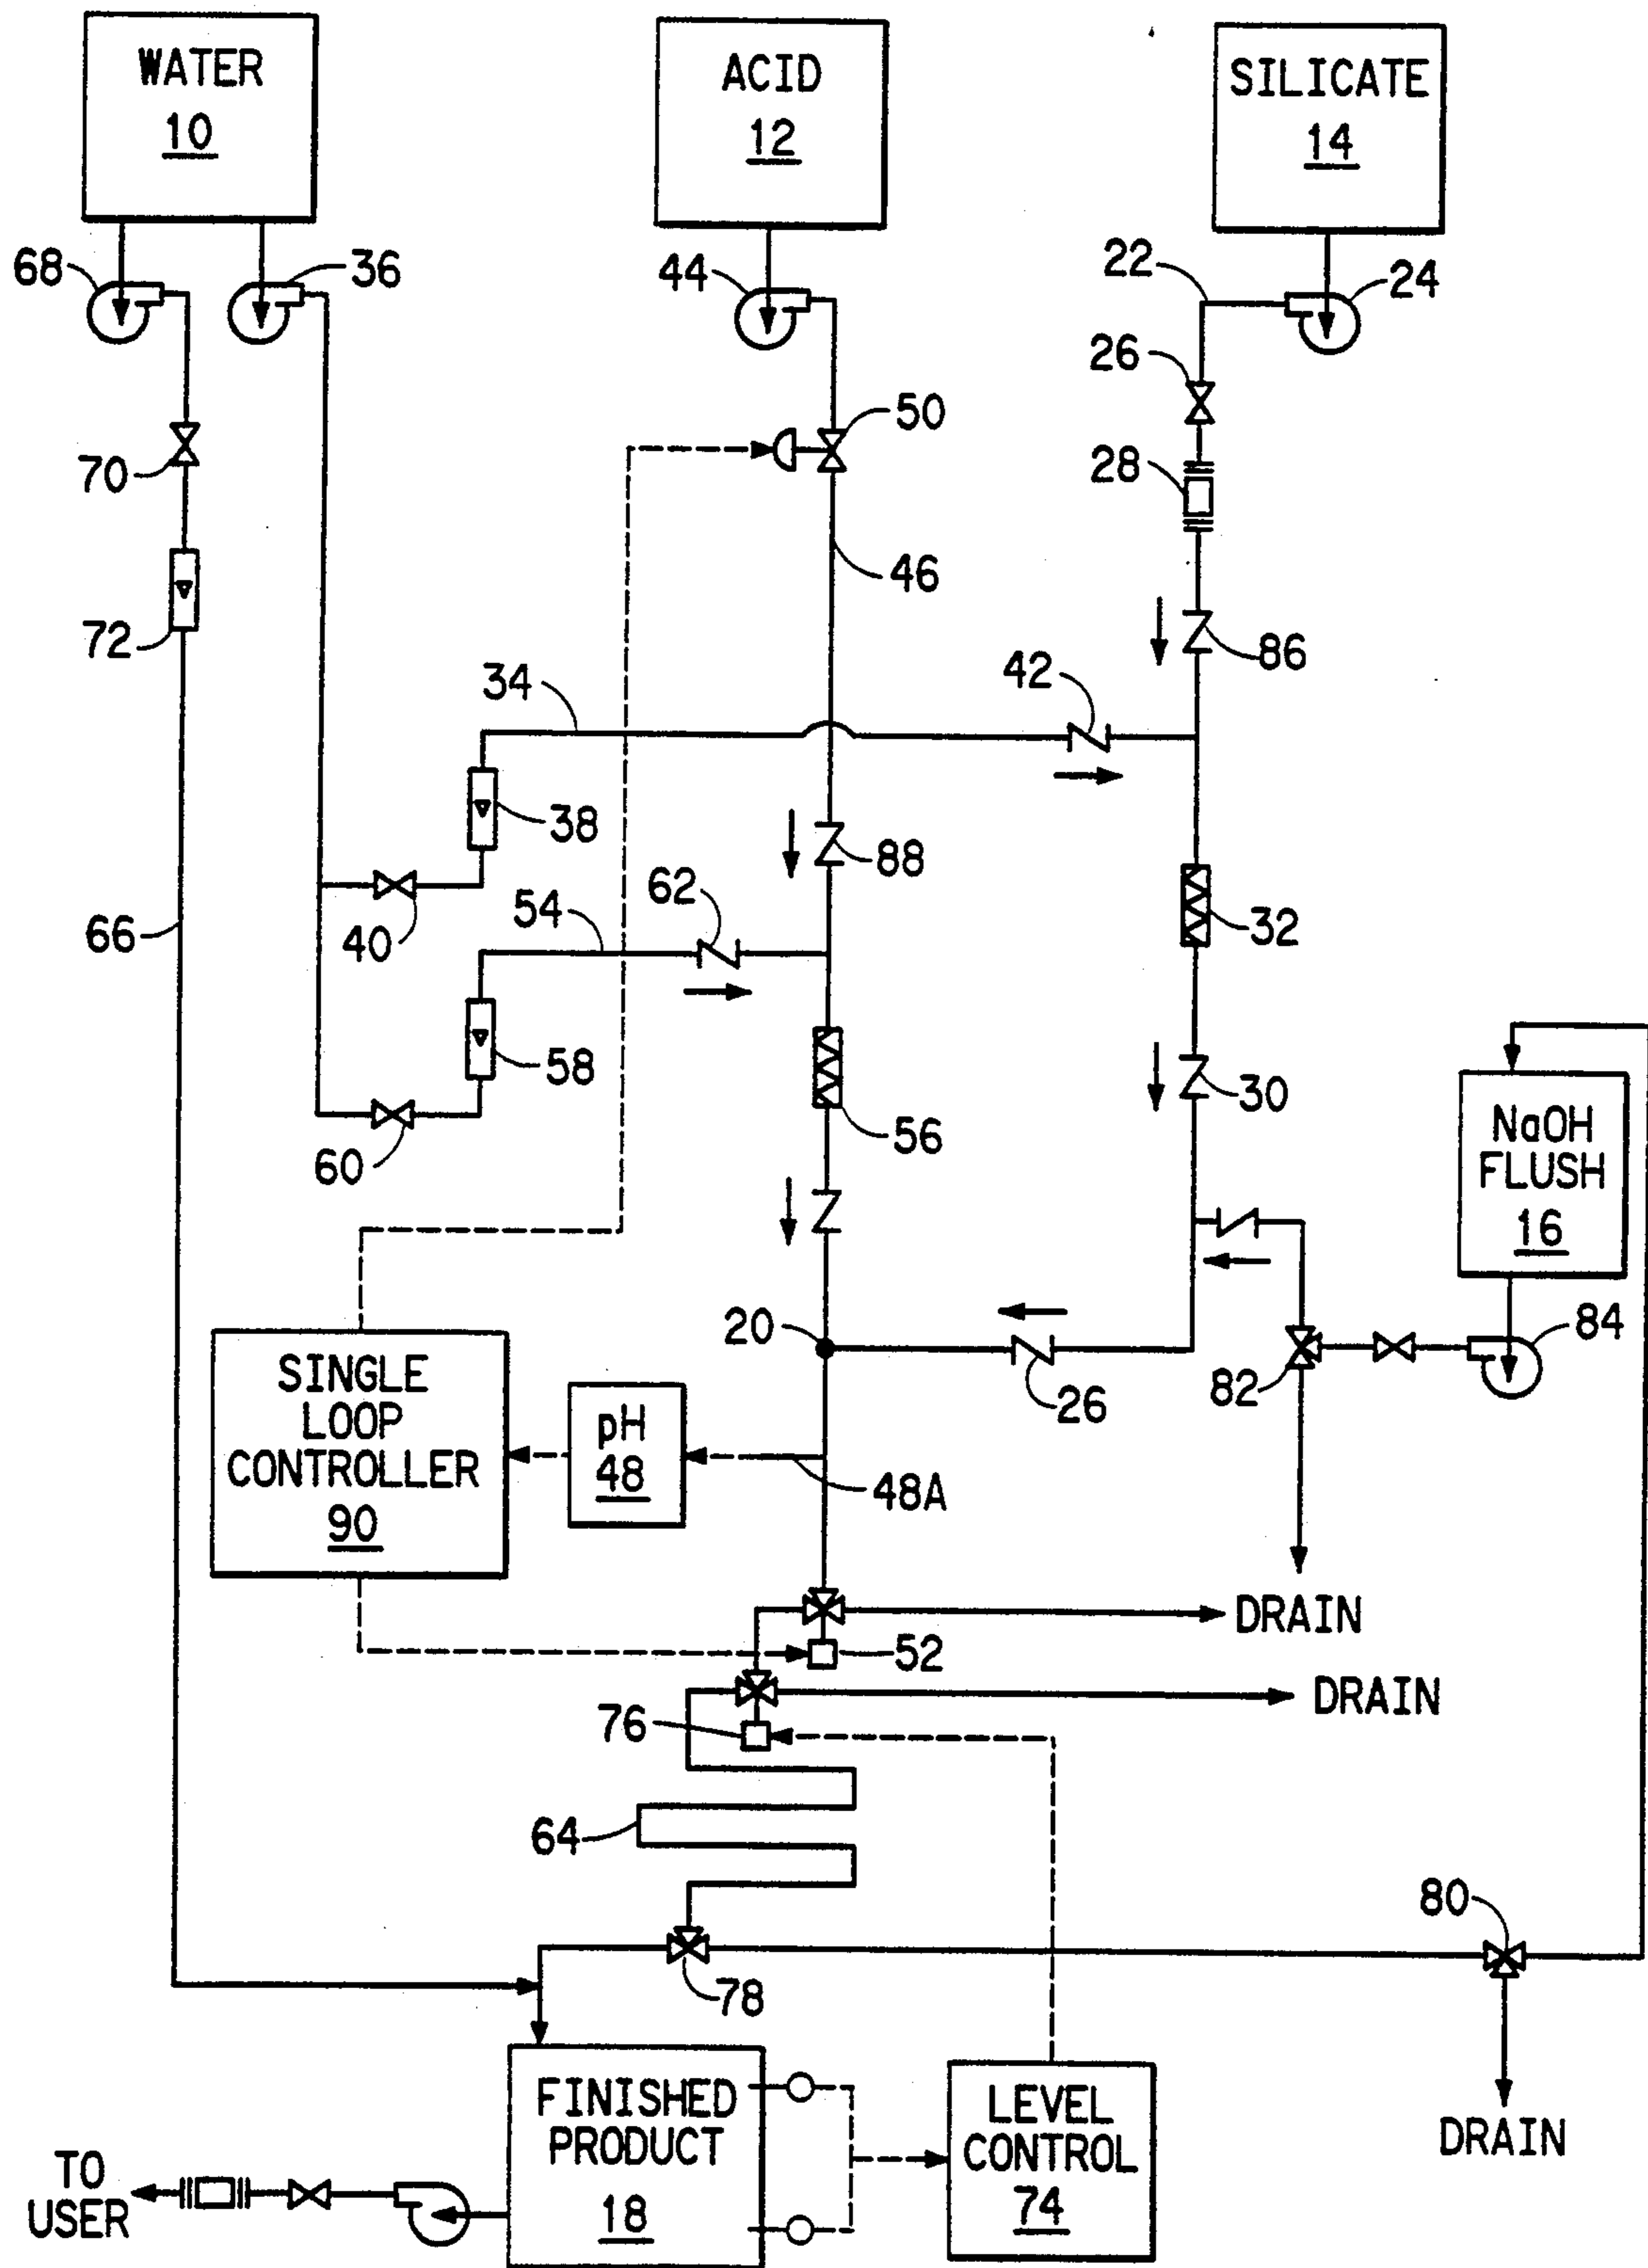 WATER
10
ACID
12
SILICATE
14
68
36
44
22
24
26
50
70
28
46
72
86
34
42
38
88
66
40
54
62
32
58
30
60
56
NaOH
FLUSH
16
20
26
82
84
SINGLE
LOOP
CONTROLLER
90
pH
48
48A
DRAIN
52
DRAIN
76
64
80
78
FINISHED
PRODUCT
18
LEVEL
CONTROL
74
DRAIN
TO
USER